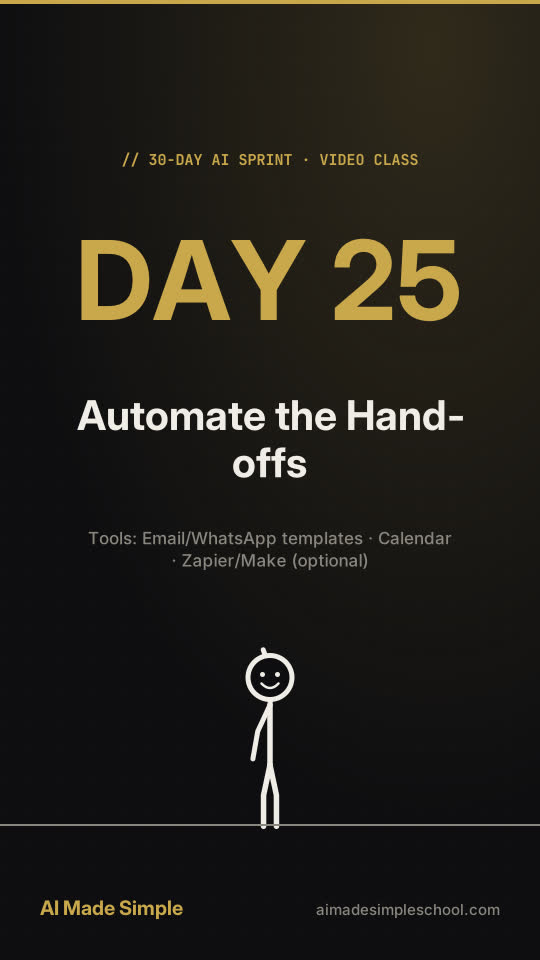 // 30-DAY AI SPRINT · VIDEO CLASS
DAY 25
Automate the Hand-
offs
Tools: Email/WhatsApp templates · Calendar
· Zapier/Make (optional)
AI Made Simple
aimadesimpleschool.com